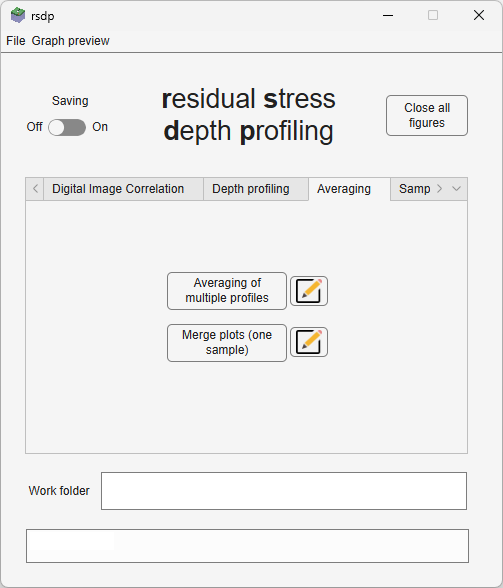 rsdp
File Graph preview
Saving
Off On
residual stress
depth profiling
Close all
figures
Digital Image Correlation Depth profiling Averaging Samp
Averaging of
multiple profiles
Merge plots (one
sample)
Work folder